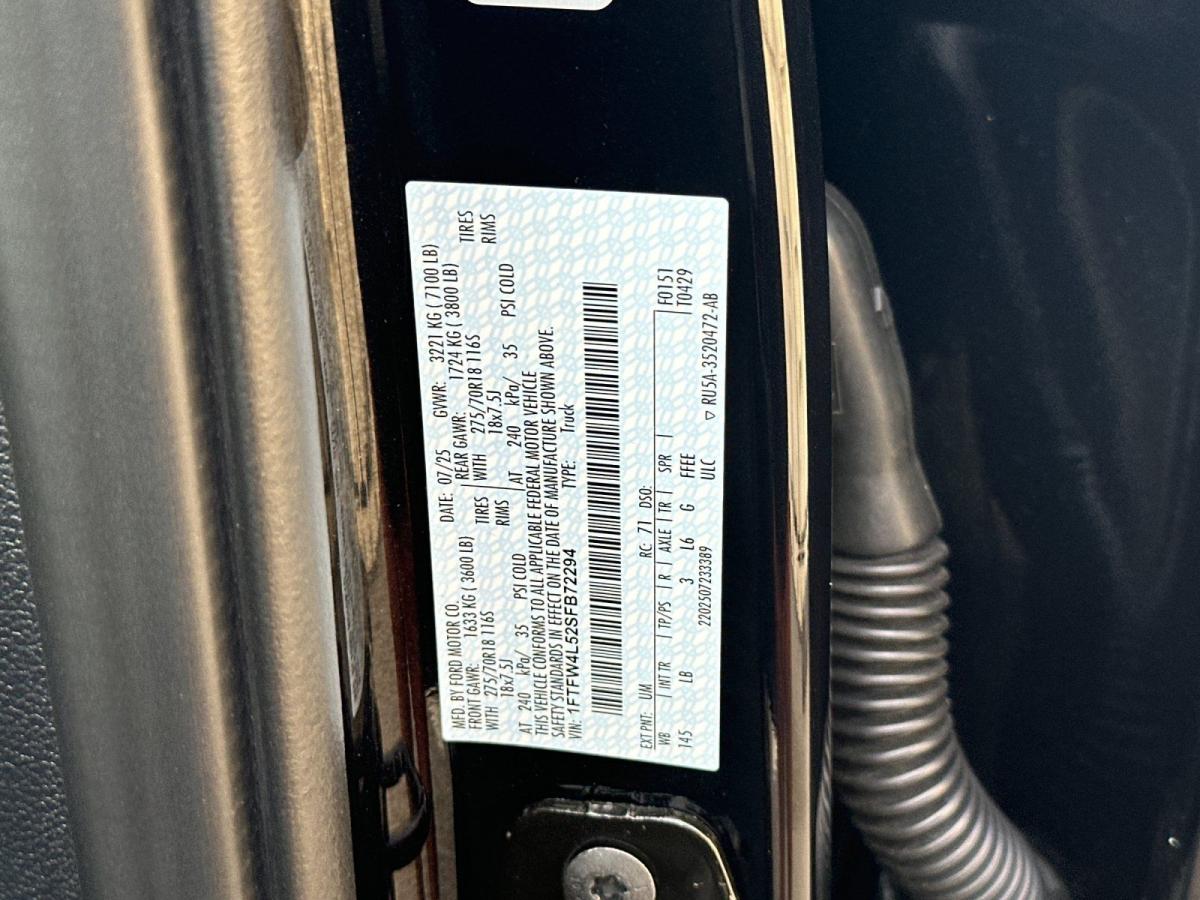 MFD. BY FORD MOTOR CO.
DATE: 07/25 GVWR: 3221 KG ( 7100 LB)
FRONT GAWR: 1633 KG ( 3600 LB)
REAR GAWR: 1724 KG ( 3800 LB)
WITH 275/70R18 116S TIRES
WITH 275/70R18 116S TIRES
18x7.5J RIMS
18x7.5J RIMS
AT 240 kPa/ 35 PSI COLD
AT 240 kPa/ 35 PSI COLD
THIS VEHICLE CONFORMS TO ALL APPLICABLE FEDERAL MOTOR VEHICLE
SAFETY STANDARDS IN EFFECT ON THE DATE OF MANUFACTURE SHOWN ABOVE.
VIN: 1FTFW4L52SFB72294 TYPE: Truck
EXT PNT: UM RC: 71 DSO: F0151
WB INT TR TP/PS R AXLE TR SPR T0429
145 LB 3 L6 G FFEE
ULC
2202507233389 ▽ RU5A-3520472-AB